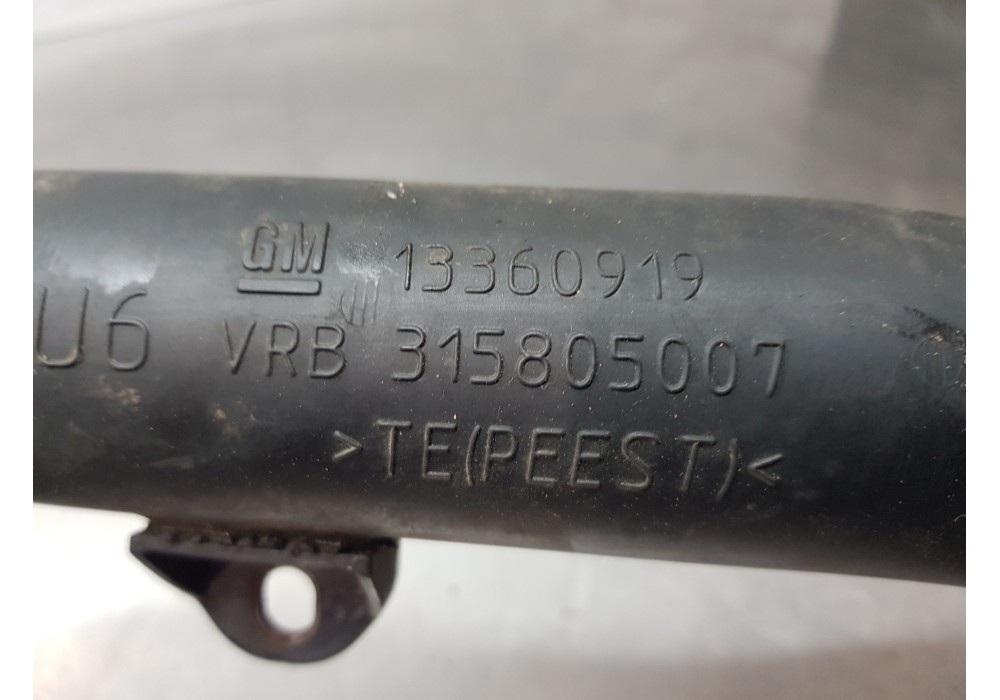 GM 13360919
U6 VRB 315805007
>TE(PEEST)<